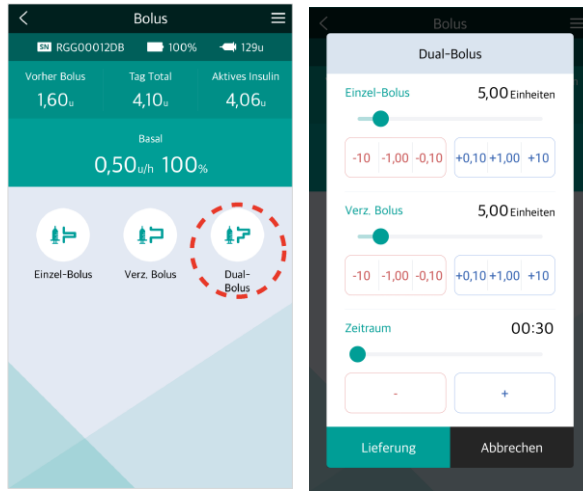 Bolus
SN RGG00012DB 100% 129u
Vorher Bolus Tag Total Aktives Insulin
1,60u 4,10u 4,06u
Basal
0,50u/h 100%
Einzel-Bolus Verz. Bolus Dual-
Bolus
Bolus
Dual-Bolus
Einzel-Bolus 5,00 Einheiten
-10 -1,00 -0,10 +0,10 +1,00 +10
Verz. Bolus 5,00 Einheiten
-10 -1,00 -0,10 +0,10 +1,00 +10
Zeitraum 00:30
- +
Lieferung Abbrechen